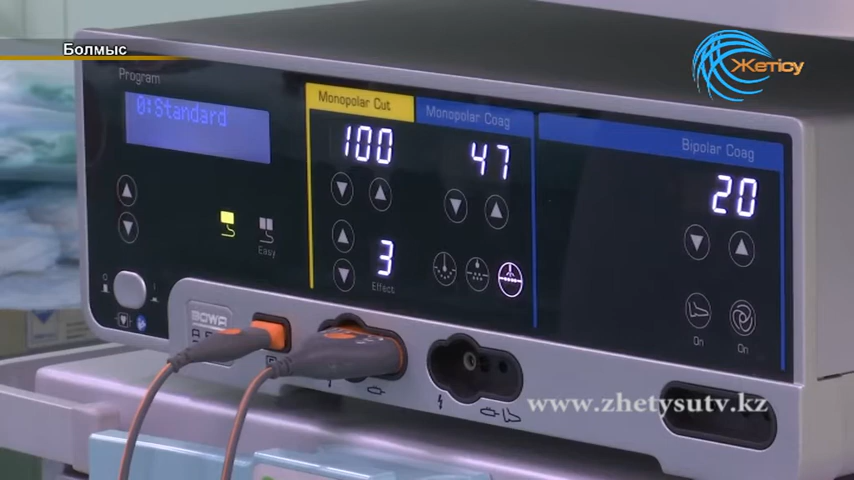 Болмыс
Жетісу
Program
0:Standard
Monopolar Cut
Monopolar Coag
Bipolar Coag
100
47
20
3
Effect
Easy
On
On
BOWA
www.zhetysutv.kz